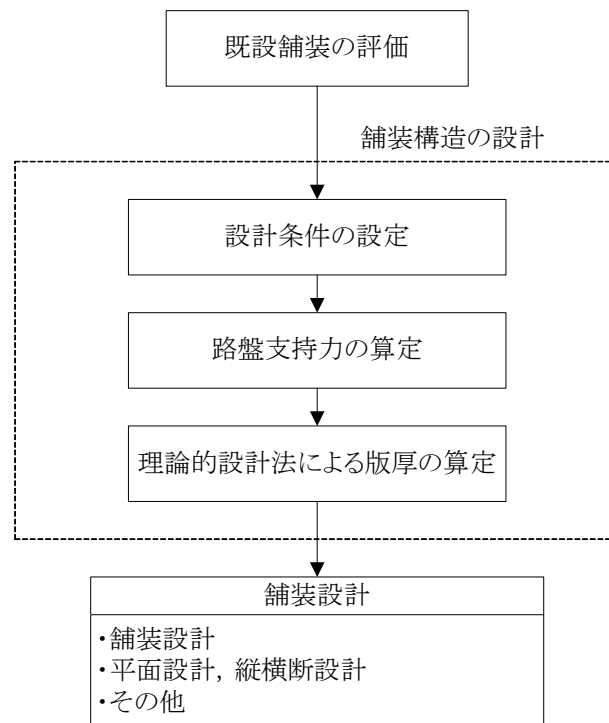 既設舗装の評価
舗装構造の設計
設計条件の設定
路盤支持力の算定
理論的設計法による版厚の算定
舗装設計
・舗装設計
・平面設計，縦横断設計
・その他